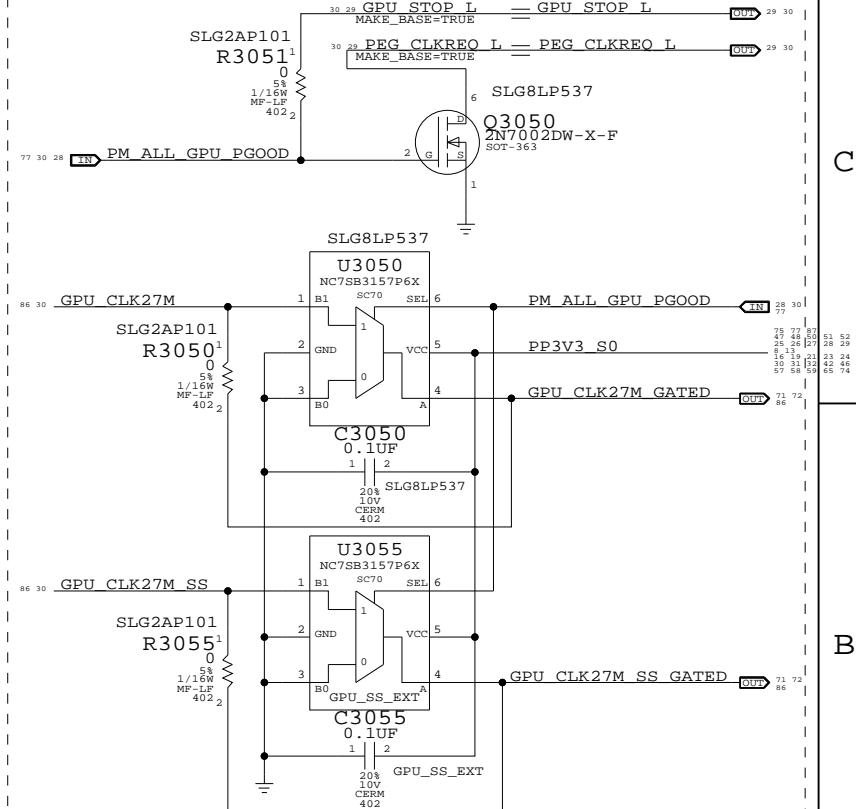 30 29 GPU_STOP_L GPU_STOP_L OUT 29 30
MAKE_BASE=TRUE
SLG2AP101
R3051 1
0
5%
1/16W
MF-LF
402 2
30 29 PEG_CLKREQ_L PEG_CLKREQ_L OUT 29 30
MAKE_BASE=TRUE
6 SLG8LP537
D Q3050
2N7002DW-X-F
SOT-363
77 30 28 IN PM_ALL_GPU_PGOOD 2 G S
1
C
SLG8LP537
U3050
NC7SB3157P6X
SC70
86 30 GPU_CLK27M 1 B1 SEL 6 PM_ALL_GPU_PGOOD IN 28 30
77
1
SLG2AP101
R3050 1
0
5%
1/16W
MF-LF
402 2
2 GND VCC 5 PP3V3_S0
75 77 87
47 48 50 51 52
25 26 27 28 29
8 13
16 19 21 23 24
30 31 32 42 46
57 58 59 65 74
0
3 B0 A 4 GPU_CLK27M_GATED OUT 71 72
86
C3050
0.1UF
1 2
20%
10V
CERM
402
SLG8LP537
U3055
NC7SB3157P6X
SC70
86 30 GPU_CLK27M_SS 1 B1 SEL 6
1
SLG2AP101
R3055 1
0
5%
1/16W
MF-LF
402 2
2 GND VCC 5
B
0
3 B0 A 4 GPU_CLK27M_SS_GATED OUT 71 72
86
GPU_SS_EXT
C3055
0.1UF
1 2
20%
10V
CERM
402
GPU_SS_EXT